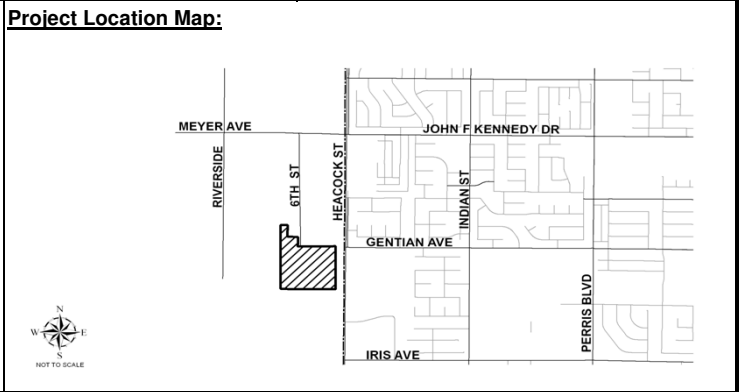 Project Location Map:
MEYER AVE
JOHN F KENNEDY DR
RIVERSIDE
6TH ST
HEACOCK ST
INDIAN ST
GENTIAN AVE
PERRIS BLVD
IRIS AVE
N
W
E
S
NOT TO SCALE